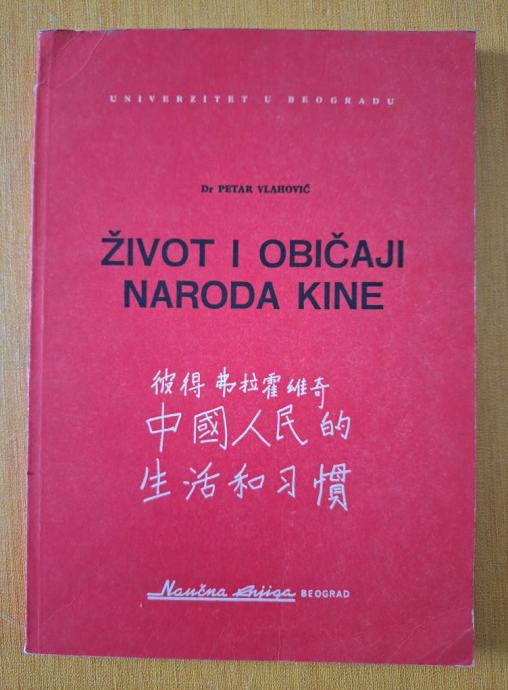 UNIVERZITET U BEOGRADU
Dr PETAR VLAHOVIĆ
ŽIVOT I OBIČAJI
NARODA KINE
彼得弗拉霍维奇
中國人民的
生活和习慣
Naučna knjiga BEOGRAD